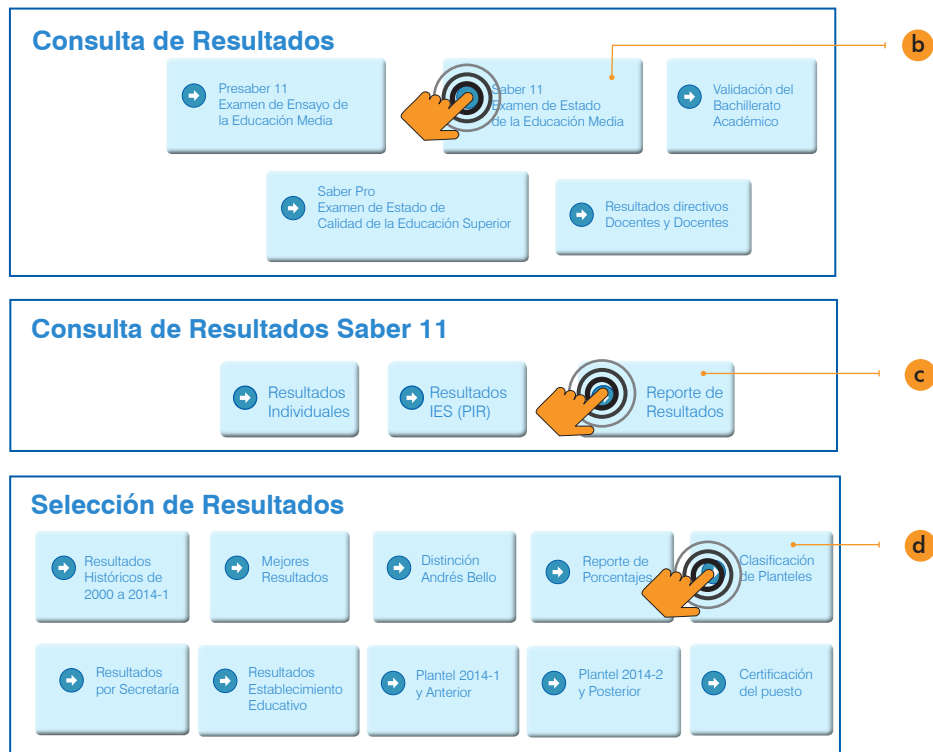 Consulta de Resultados
b
Presaber 11
Examen de Ensayo de
la Educación Media
Saber 11
Examen de Estado
de la Educación Media
Validación del
Bachillerato
Académico
Saber Pro
Examen de Estado de
Calidad de la Educación Superior
Resultados directivos
Docentes y Docentes
Consulta de Resultados Saber 11
c
Resultados
Individuales
Resultados
IES (PIR)
Reporte de
Resultados
Selección de Resultados
d
Resultados
Históricos de
2000 a 2014-1
Mejores
Resultados
Distinción
Andrés Bello
Reporte de
Porcentajes
Clasificación
de Planteles
Resultados
por Secretaría
Resultados
Establecimiento
Educativo
Plantel 2014-1
y Anterior
Plantel 2014-2
y Posterior
Certificación
del puesto